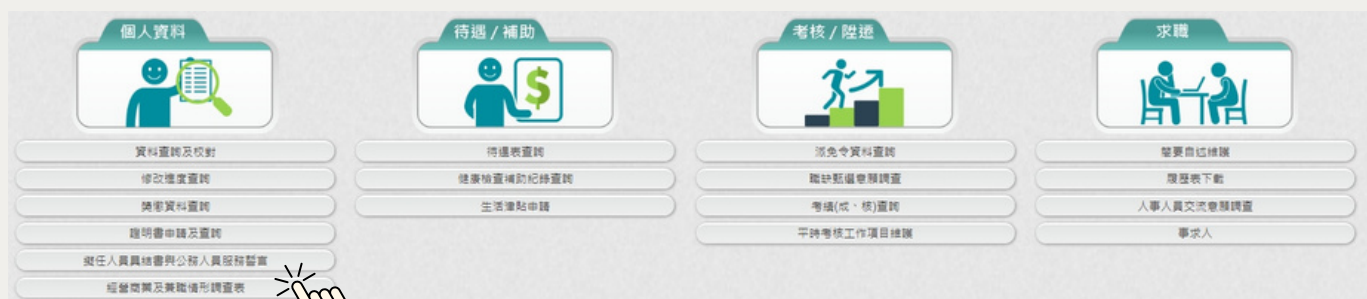 個人資料
資料查詢及校對
修改進度查詢
獎懲資料查詢
證明書申請及查詢
擬任人員具結書與公務人員服務誓言
經營商業及兼職情形調查表
待遇/補助
待遇表查詢
健康檢查補助紀錄查詢
生活津貼申請
考核/陞遷
派免令資料查詢
職缺甄選意願調查
考績(成、核)查詢
平時考核工作項目維護
求職
簡要自述維護
履歷表下載
人事人員交流意願調查
事求人